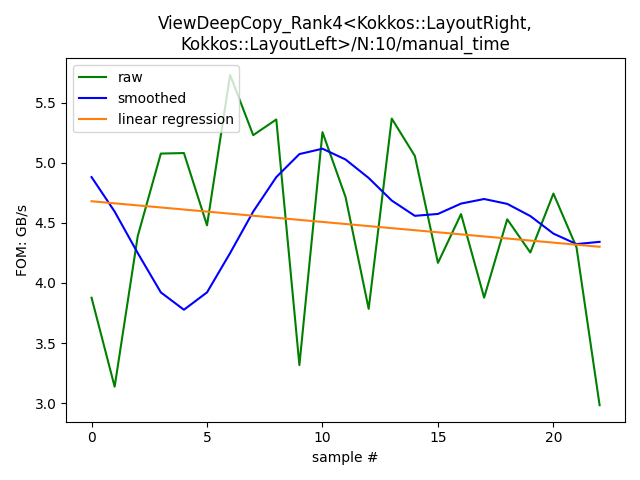 ViewDeepCopy_Rank4<Kokkos::LayoutRight,
Kokkos::LayoutLeft>/N:10/manual_time
raw
smoothed
linear regression
FOM: GB/s
5.5
5.0
4.5
4.0
3.5
3.0
0
5
10
15
20
sample #